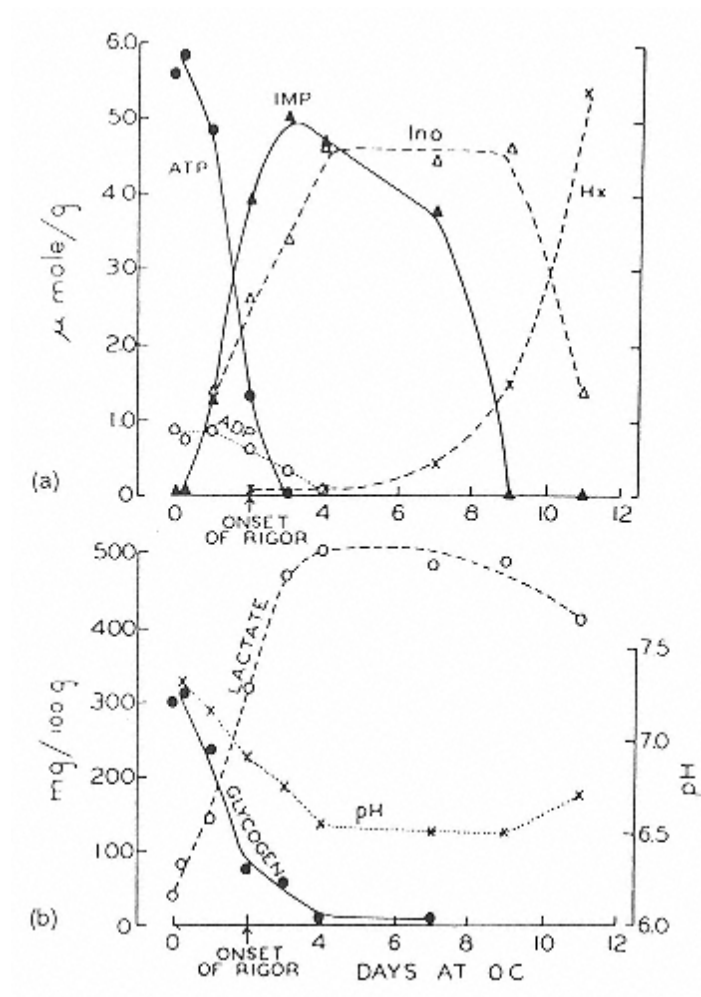 6.0
5.0
4.0
3.0
2.0
1.0
0
μ mole/g
ATP
IMP
Ino
Hx
ADP
(a)
0
2
4
6
8
10
12
ONSET
OF RIGOR
500
400
300
200
100
0
mg/100g
LACTATE
GLYCOGEN
pH
7.5
7.0
6.5
6.0
pH
(b)
0
2
4
6
8
10
12
ONSET
OF RIGOR
DAYS AT 0C